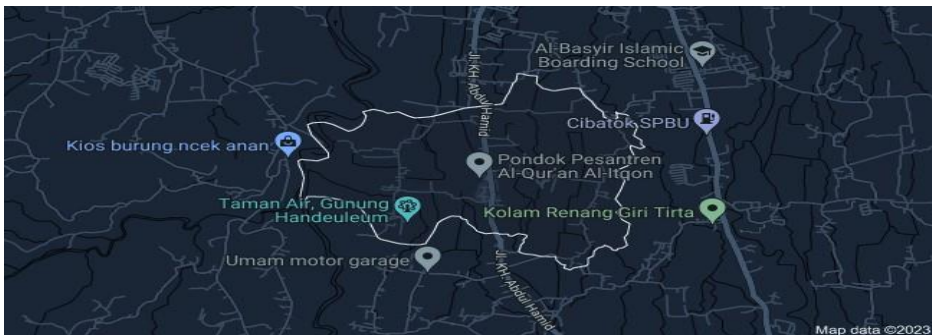 Al-Basyir Islamic
Boarding School
Jl. KH. Abdul Hamid
Cibatok SPBU
Kios burung ncek anan
Pondok Pesantren
Al-Qur'an Al-Itqon
Taman Air, Gunung
Handeuleum
Kolam Renang Giri Tirta
Umam motor garage
Jl. KH. Abdul Hamid
Map data ©2023